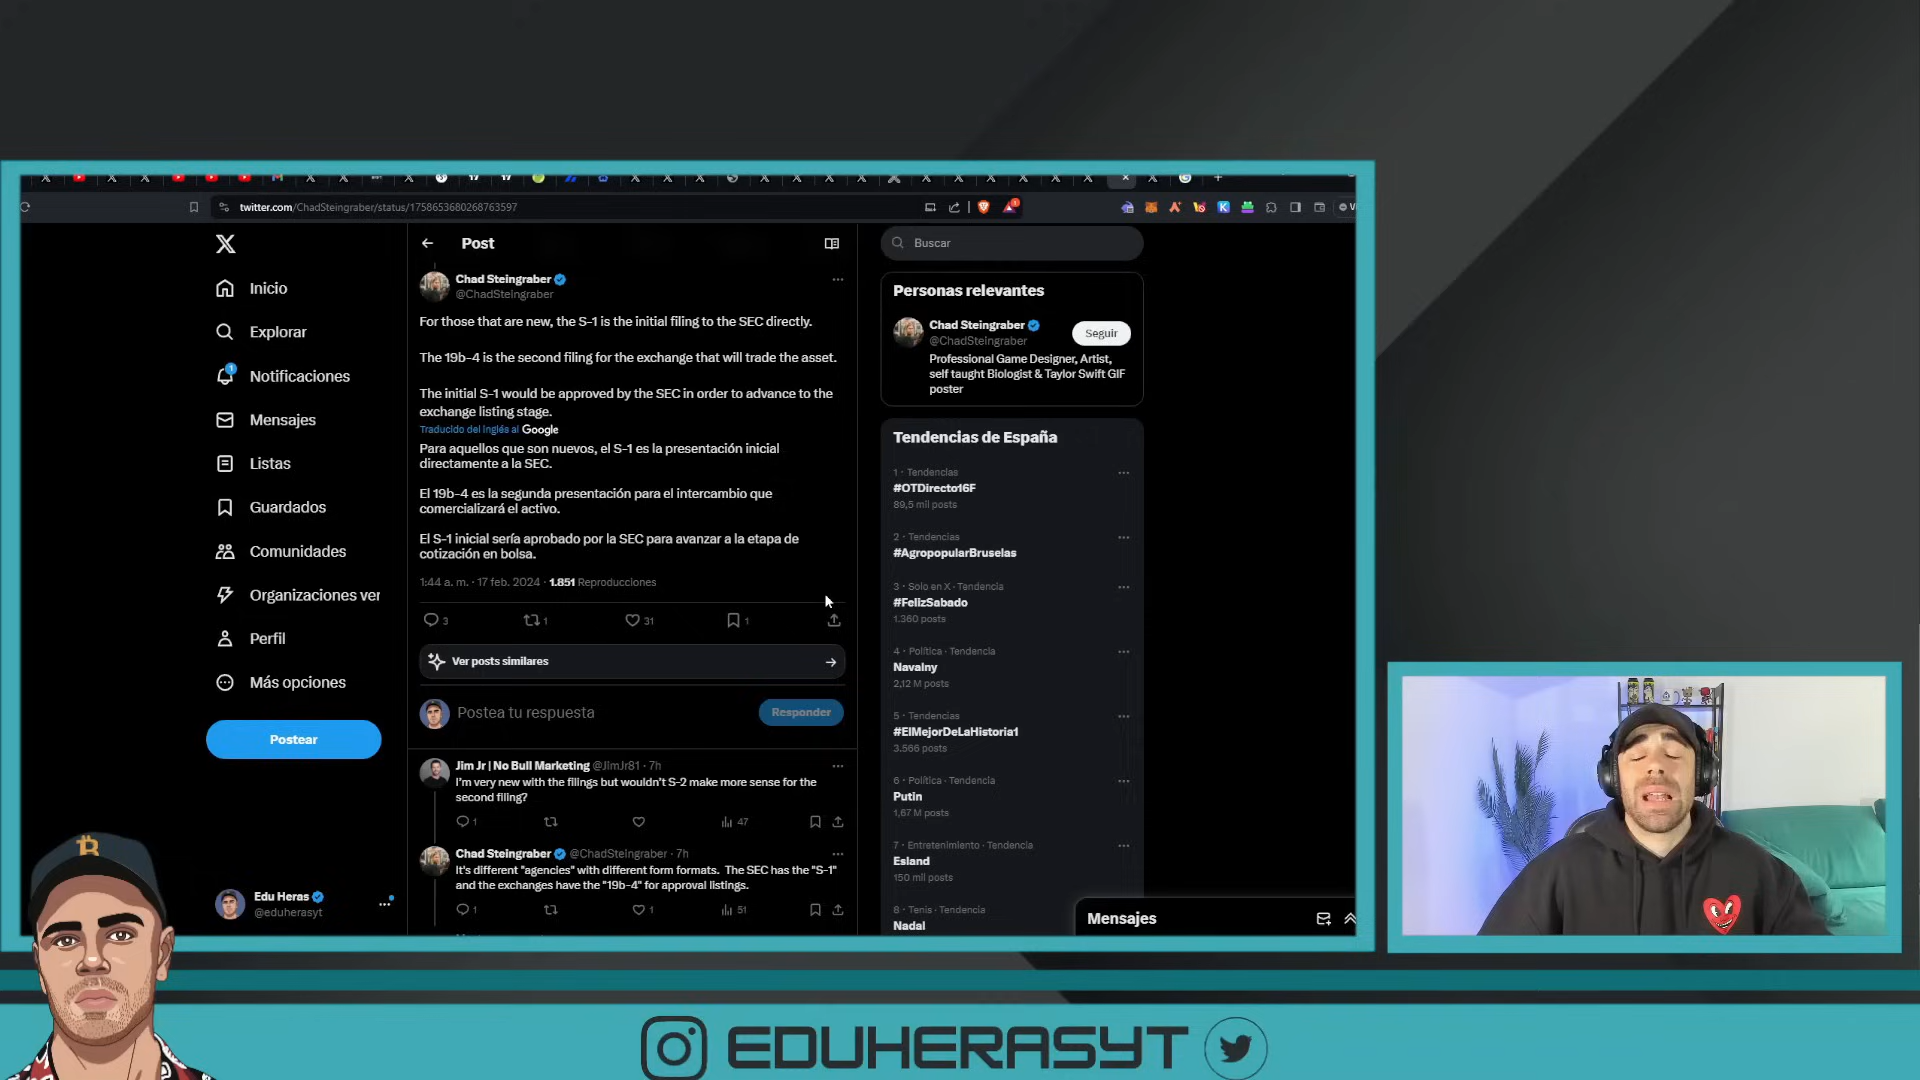 twitter.com/ChadSteingraber/status/1758653680268763597
Inicio
Explorar
1
Notificaciones
Mensajes
Listas
Guardados
Comunidades
Organizaciones ver
Perfil
Más opciones
Postear
Edu Heras
@eduherasyt
Post
Chad Steingraber
@ChadSteingraber
For those that are new, the S-1 is the initial filing to the SEC directly.
The 19b-4 is the second filing for the exchange that will trade the asset.
The initial S-1 would be approved by the SEC in order to advance to the
exchange listing stage.
Traducido del inglés al Google
Para aquellos que son nuevos, el S-1 es la presentación inicial
directamente a la SEC.
El 19b-4 es la segunda presentación para el intercambio que
comercializará el activo.
El S-1 inicial sería aprobado por la SEC para avanzar a la etapa de
cotización en bolsa.
1:44 a. m. · 17 feb. 2024 · 1.851 Reproducciones
3 1 31 1
Ver posts similares
Postea tu respuesta
Responder
Jim Jr | No Bull Marketing @JimJr81 · 7h
I'm very new with the filings but wouldn't S-2 make more sense for the
second filing?
1 47
Chad Steingraber @ChadSteingraber · 7h
It's different "agencies" with different form formats. The SEC has the "S-1"
and the exchanges have the "19b-4" for approval listings.
1 1 51
Buscar
Personas relevantes
Chad Steingraber
@ChadSteingraber
Seguir
Professional Game Designer, Artist,
self taught Biologist & Taylor Swift GIF
poster
Tendencias de España
1 · Tendencias
#OTDirecto16F
89,5 mil posts
2 · Tendencias
#AgropopularBruselas
3 · Solo en X · Tendencia
#FelizSabado
1.360 posts
4 · Política · Tendencia
Navalny
2,12 M posts
5 · Tendencias
#ElMejorDeLaHistoria1
3.566 posts
6 · Política · Tendencia
Putin
1,67 M posts
7 · Entretenimiento · Tendencia
Esland
150 mil posts
8 · Tenis · Tendencia
Nadal
Mensajes
EDUHERASYT